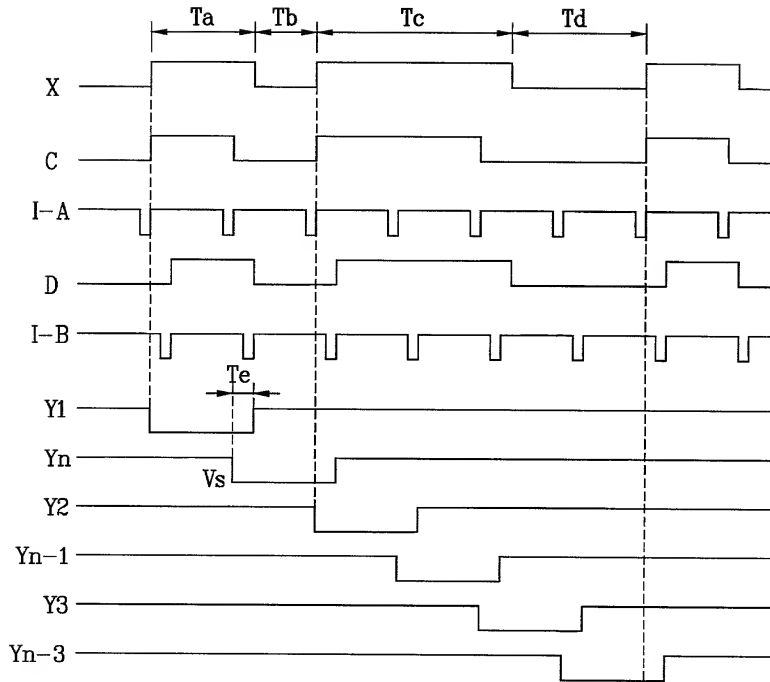 Ta Tb Tc Td
X
C
I-A
D
I-B
Te
Y1
Yn
Vs
Y2
Yn-1
Y3
Yn-3